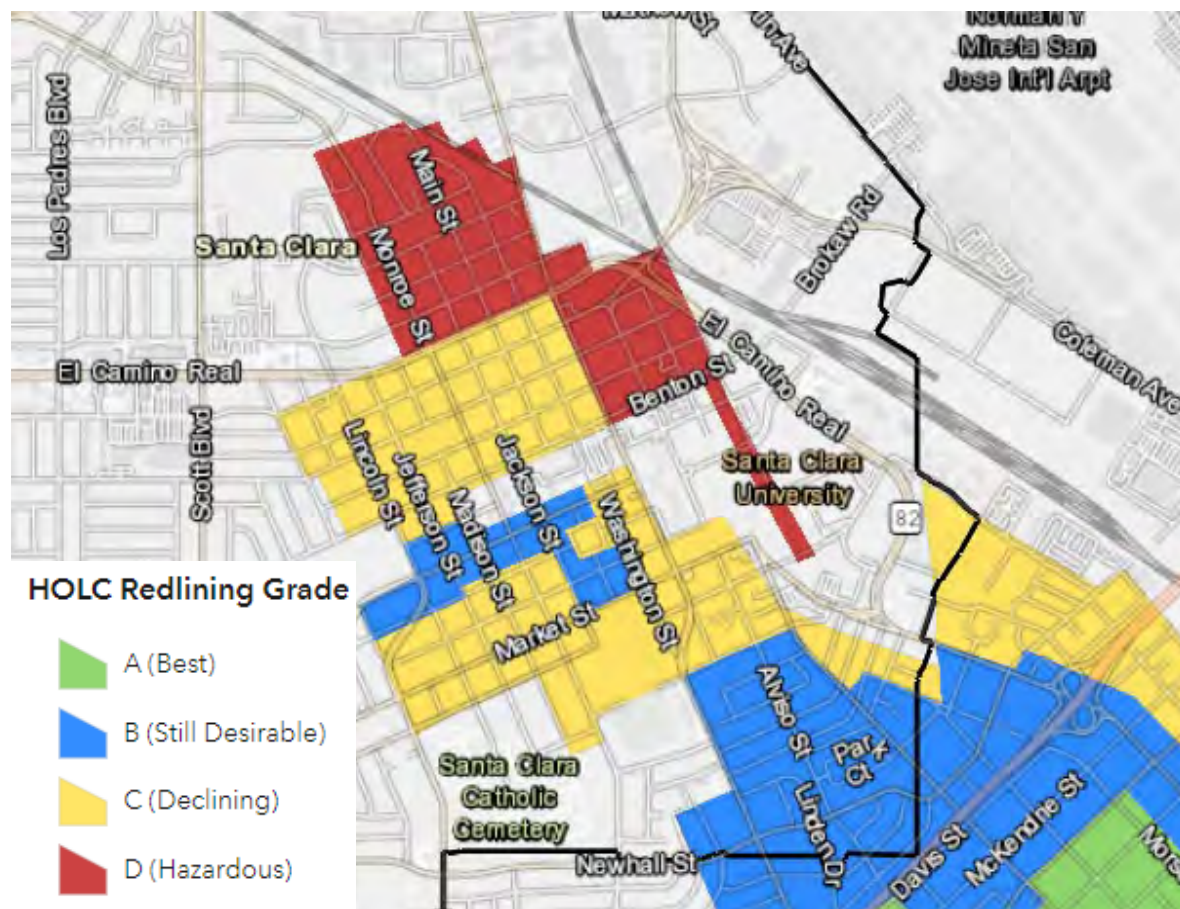 St
Norman Y
Mineta San
Jose Int'l Arpt
Los Padres Blvd
Main St
Brokaw Rd
Santa Clara
Monroe St
El Camino Real
Coleman Ave
El Camino Real
Benton St
Scott Blvd
Lincoln St
Jefferson St
Madison St
Jackson St
Washington St
Santa Clara
University
82
HOLC Redlining Grade
A (Best)
B (Still Desirable)
C (Declining)
D (Hazardous)
Market St
Alviso St
Park
Ct
Linden Dr
Santa Clara
Catholic
Cemetery
Newhall St
Davis St
McKendrie St
Mors